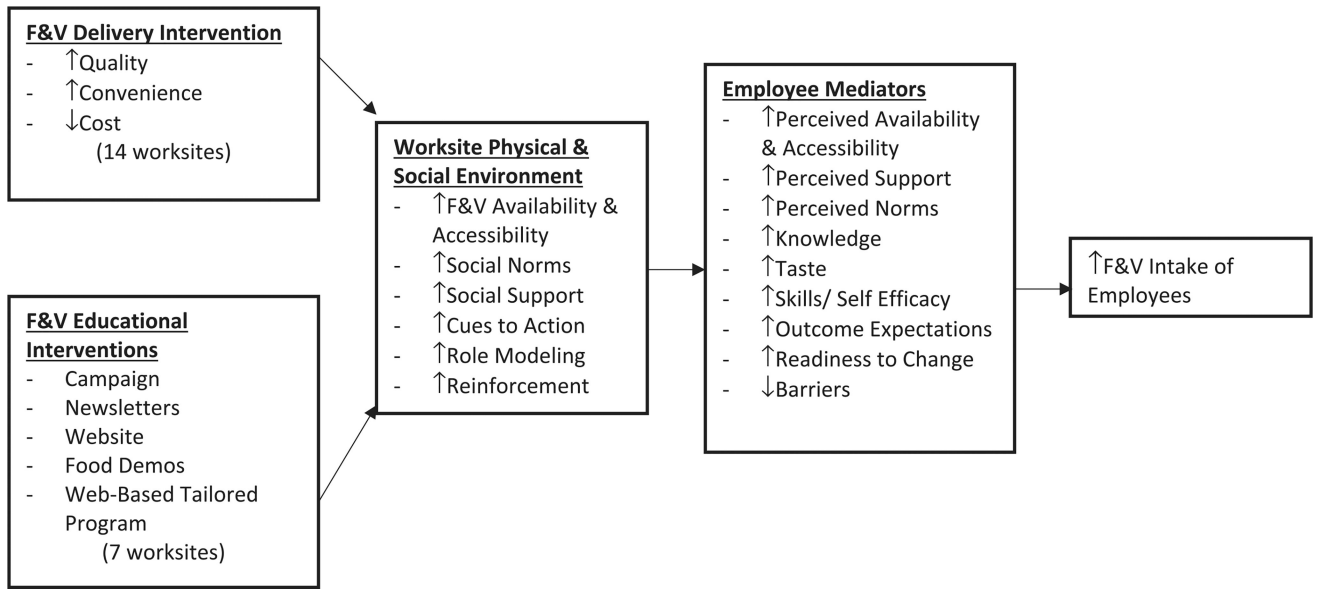 F&V Delivery Intervention
- ↑Quality
- ↑Convenience
- ↓Cost
(14 worksites)
F&V Educational
Interventions
- Campaign
- Newsletters
- Website
- Food Demos
- Web-Based Tailored
Program
(7 worksites)
Worksite Physical &
Social Environment
- ↑F&V Availability &
Accessibility
- ↑Social Norms
- ↑Social Support
- ↑Cues to Action
- ↑Role Modeling
- ↑Reinforcement
Employee Mediators
- ↑Perceived Availability
& Accessibility
- ↑Perceived Support
- ↑Perceived Norms
- ↑Knowledge
- ↑Taste
- ↑Skills/ Self Efficacy
- ↑Outcome Expectations
- ↑Readiness to Change
- ↓Barriers
↑F&V Intake of
Employees